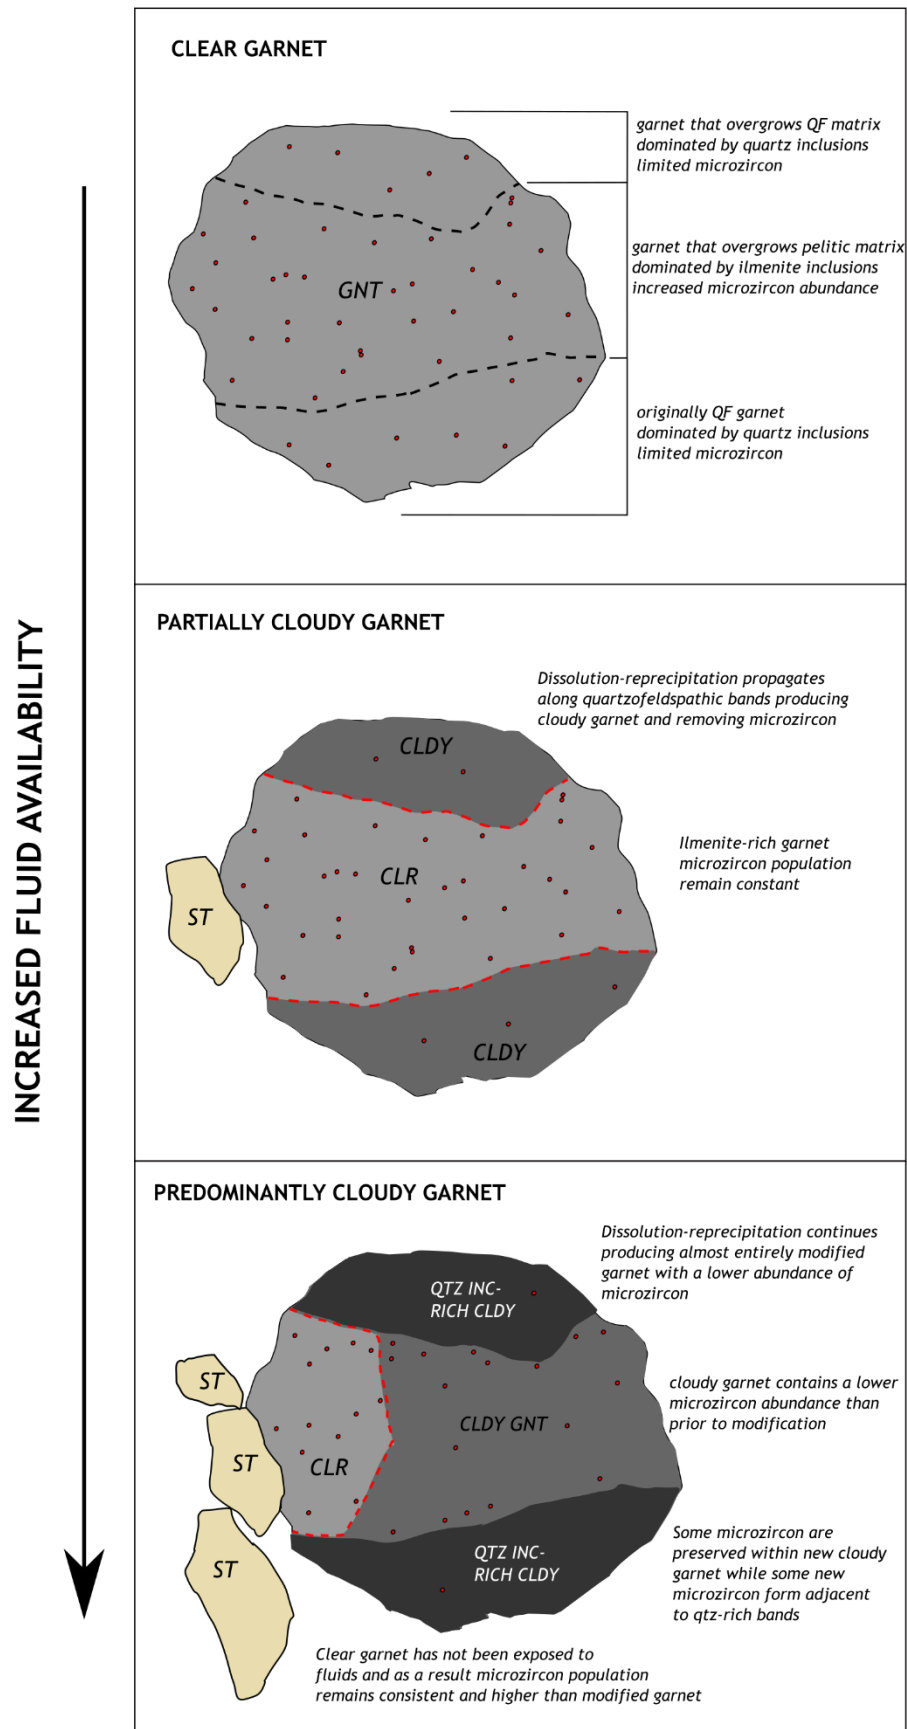 CLEAR GARNET
garnet that overgrows QF matrix
dominated by quartz inclusions
limited microzircon
garnet that overgrows pelitic matrix
dominated by ilmenite inclusions
increased microzircon abundance
GNT
originally QF garnet
dominated by quartz inclusions
limited microzircon
INCREASED FLUID AVAILABILITY
PARTIALLY CLOUDY GARNET
Dissolution-reprecipitation propagates
along quartzofeldspathic bands producing
cloudy garnet and removing microzircon
CLDY
Ilmenite-rich garnet
microzircon population
remain constant
CLR
ST
CLDY
PREDOMINANTLY CLOUDY GARNET
Dissolution-reprecipitation continues
producing almost entirely modified
garnet with a lower abundance of
microzircon
QTZ INC-
RICH CLDY
ST
cloudy garnet contains a lower
microzircon abundance than
prior to modification
CLDY GNT
ST
CLR
Some microzircon are
preserved within new cloudy
garnet while some new
microzircon form adjacent
to qtz-rich bands
QTZ INC-
RICH CLDY
ST
Clear garnet has not been exposed to
fluids and as a result microzircon population
remains consistent and higher than modified garnet